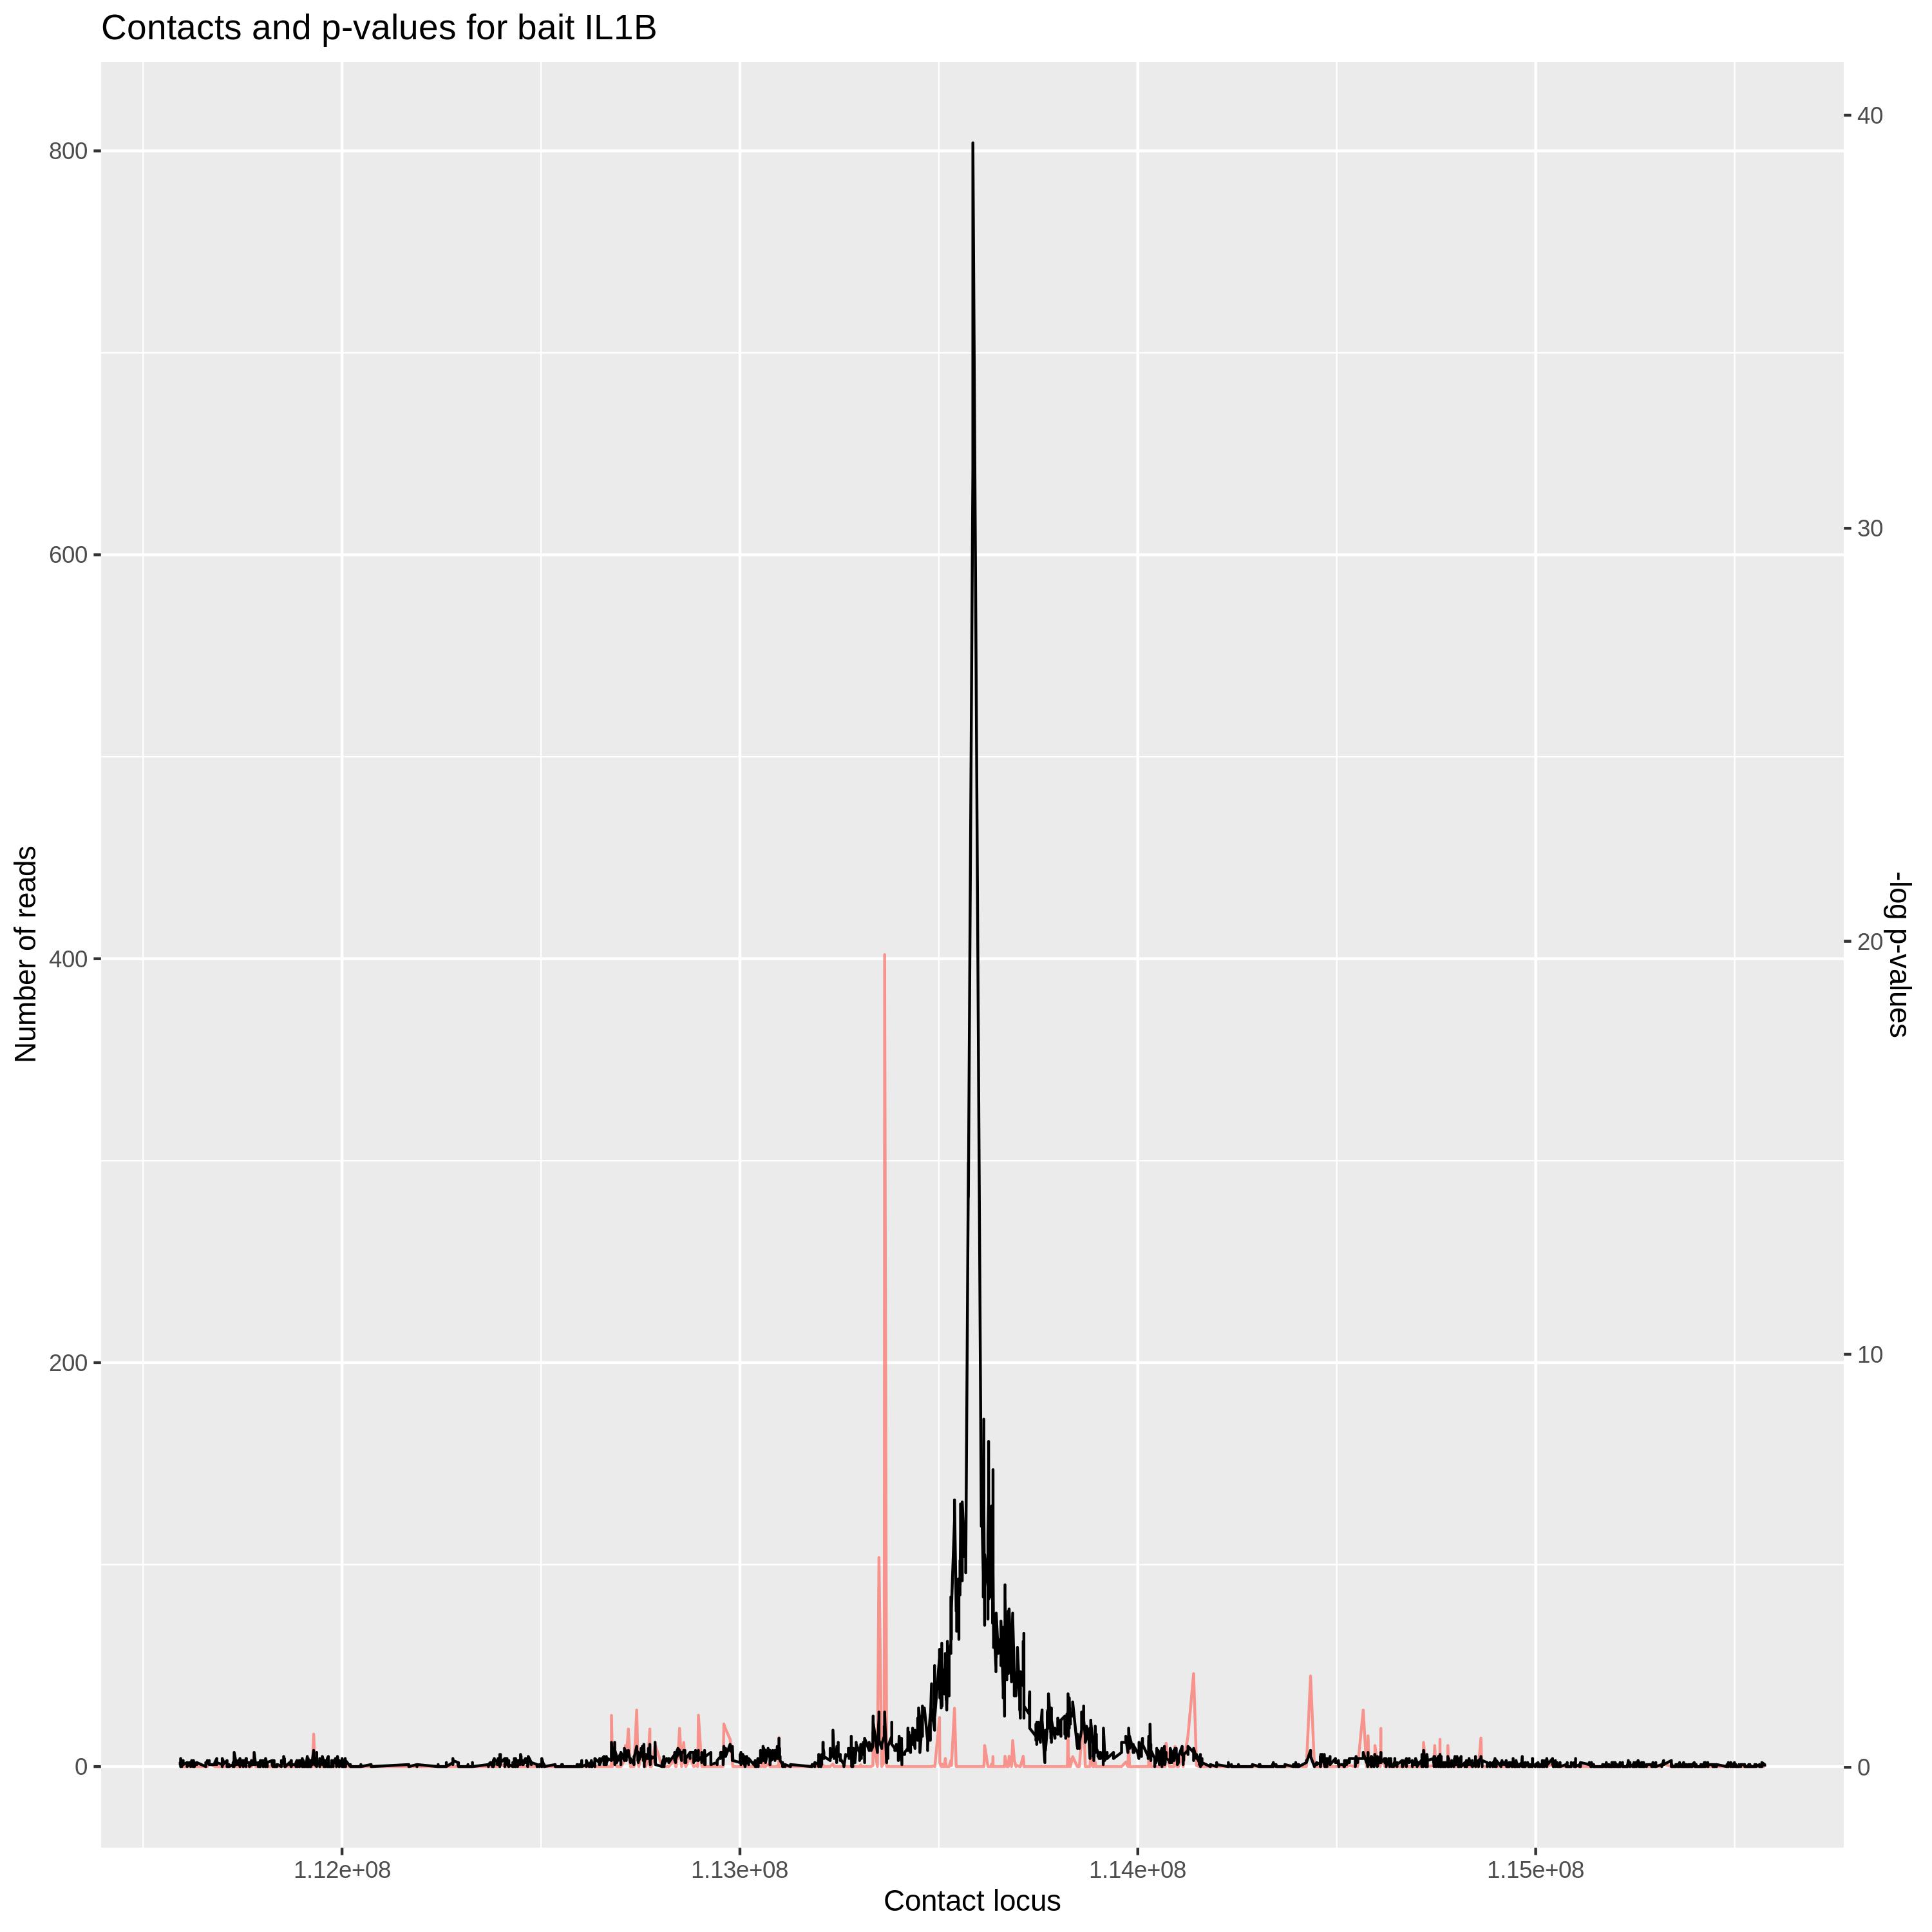 Contacts and p-values for bait IL1B
800
600
400
200
0
Number of reads
40
30
20
10
0
-log p-values
1.12e+08
1.13e+08
1.14e+08
1.15e+08
Contact locus